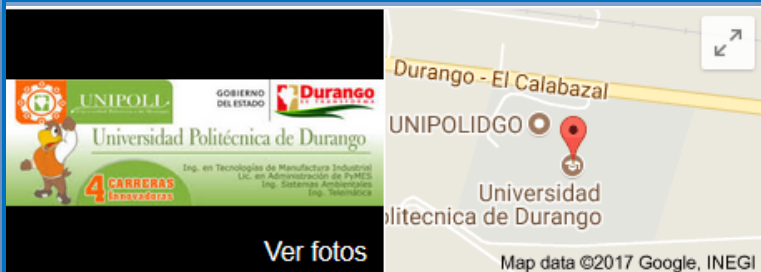 UNIPOLI
GOBIERNO
DEL ESTADO
Durango
Universidad Politécnica de Durango
Ing. en Tecnologías de Manufactura Industrial
Lic. en Administración de PyMES
Ing. Sistemas Ambientales
Ing. Telemática
4 CARRERAS
Innovadoras
Ver fotos
Durango - El Calabazal
UNIPOLIDGO
Universidad
olitecnica de Durango
Map data ©2017 Google, INEGI